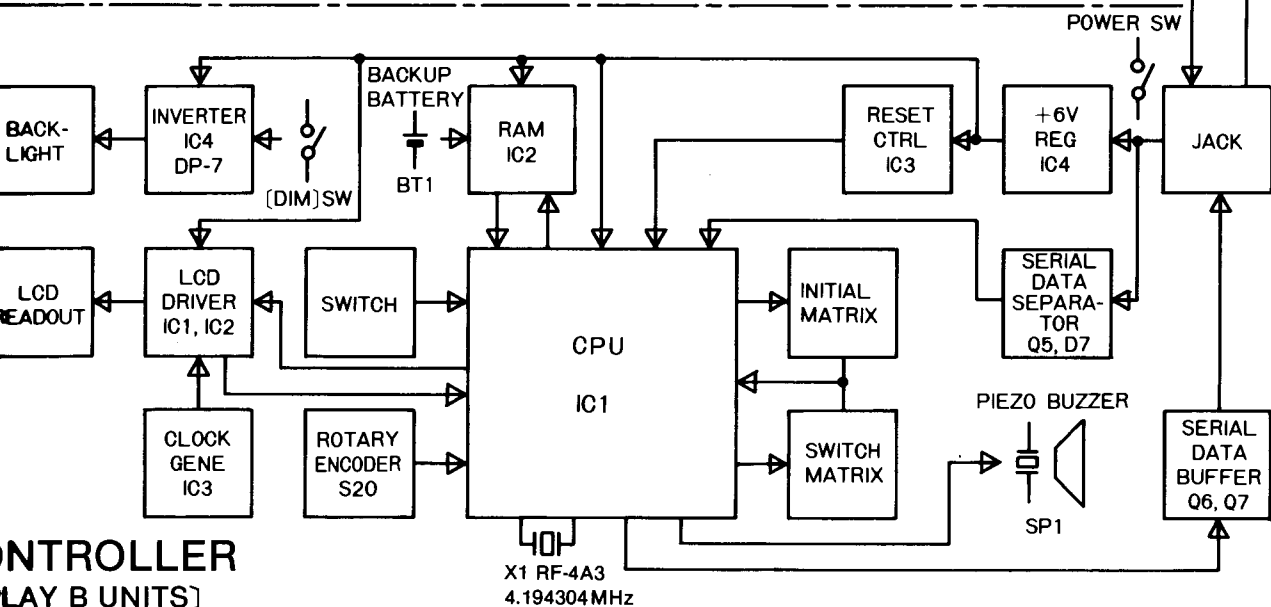 POWER SW
BACKUP
BATTERY
BT1
BACK-
LIGHT
INVERTER
IC4
DP-7
[DIM]SW
RAM
IC2
RESET
CTRL
IC3
+6V
REG
IC4
JACK
LCD
READOUT
LCD
DRIVER
IC1, IC2
SWITCH
CPU
IC1
INITIAL
MATRIX
SERIAL
DATA
SEPARA-
TOR
Q5, D7
CLOCK
GENE
IC3
ROTARY
ENCODER
S20
SWITCH
MATRIX
PIEZO BUZZER
SP1
SERIAL
DATA
BUFFER
Q6, Q7
X1 RF-4A3
4.194304MHz
ONTROLLER
PLAY B UNITS]